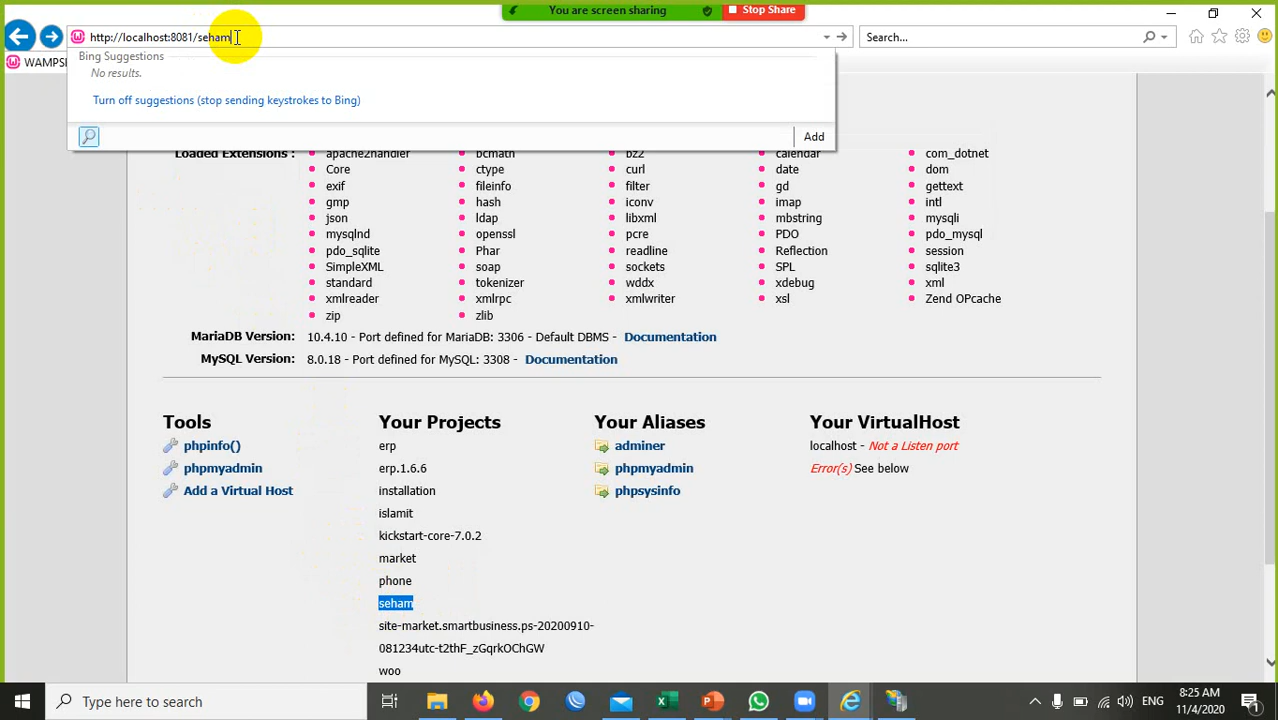 You are screen sharing
Stop Share
http://localhost:8081/seham
Search...
WAMPS
Bing Suggestions
No results.
Turn off suggestions (stop sending keystrokes to Bing)
Add
Loaded Extensions :
apache2handler bcmath bz2 calendar com_dotnet
Core ctype curl date dom
exif fileinfo filter gd gettext
gmp hash iconv imap intl
json ldap libxml mbstring mysqli
mysqlnd openssl pcre PDO pdo_mysql
pdo_sqlite Phar readline Reflection session
SimpleXML soap sockets SPL sqlite3
standard tokenizer wddx xdebug xml
xmlreader xmlrpc xmlwriter xsl Zend OPcache
zip zlib
MariaDB Version: 10.4.10 - Port defined for MariaDB: 3306 - Default DBMS - Documentation
MySQL Version: 8.0.18 - Port defined for MySQL: 3308 - Documentation
Tools
phpinfo()
phpmyadmin
Add a Virtual Host
Your Projects
erp
erp.1.6.6
installation
islamit
kickstart-core-7.0.2
market
phone
seham
site-market.smartbusiness.ps-20200910-
081234utc-t2thF_zGqrkOChGW
woo
Your Aliases
adminer
phpmyadmin
phpsysinfo
Your VirtualHost
localhost - Not a Listen port
Error(s) See below
Type here to search
ENG
8:25 AM
11/4/2020
1